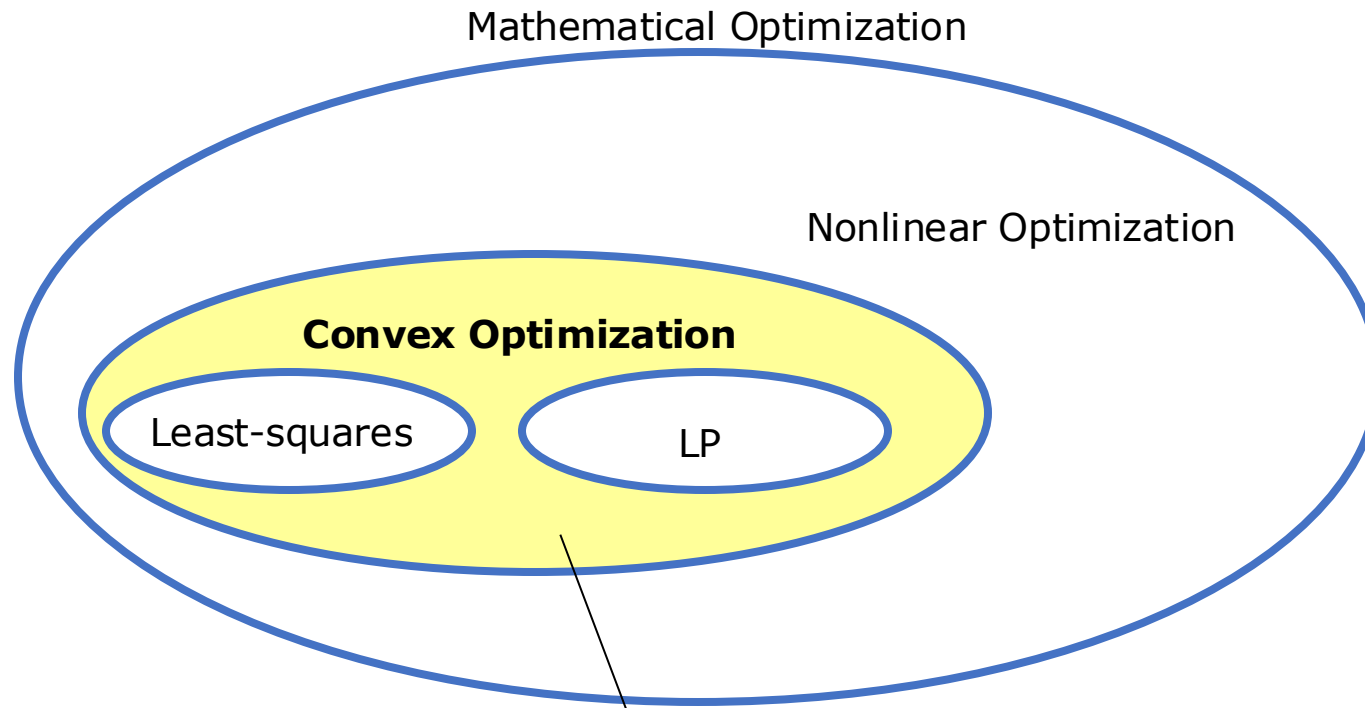 Mathematical Optimization
Nonlinear Optimization
Convex Optimization
Least-squares
LP